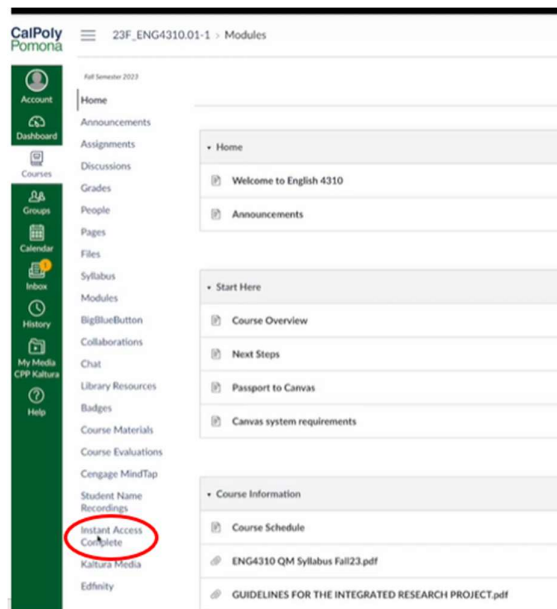 CalPoly
Pomona
23F_ENG4310.01-1 > Modules
Account
Dashboard
Courses
Groups
Calendar
1
Inbox
History
My Media
CPP Kaltura
Help
Fall Semester 2023
Home
Announcements
Assignments
Discussions
Grades
People
Pages
Files
Syllabus
Modules
BigBlueButton
Collaborations
Chat
Library Resources
Badges
Course Materials
Course Evaluations
Cengage MindTap
Student Name
Recordings
Instant Access
Complete
Kaltura Media
Edfinity
Home
Welcome to English 4310
Announcements
Start Here
Course Overview
Next Steps
Passport to Canvas
Canvas system requirements
Course Information
Course Schedule
ENG4310 QM Syllabus Fall23.pdf
GUIDELINES FOR THE INTEGRATED RESEARCH PROJECT.pdf